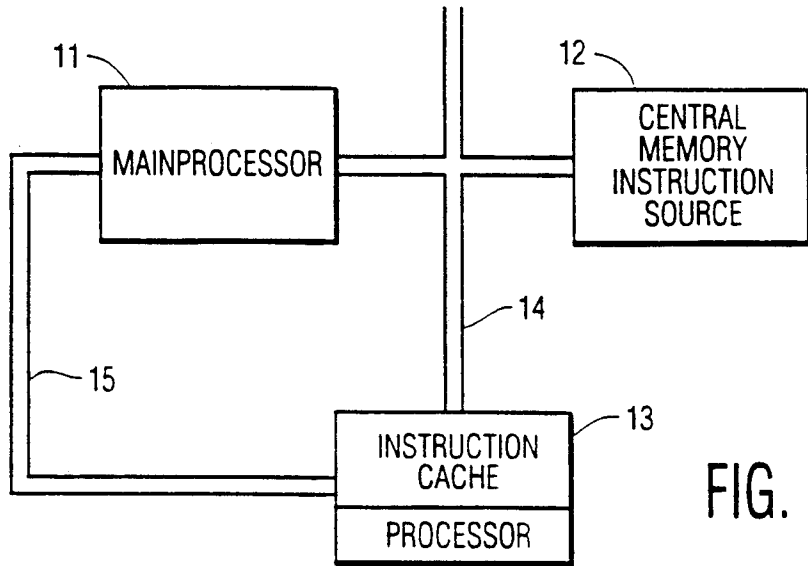 11
MAINPROCESSOR
12
CENTRAL
MEMORY
INSTRUCTION
SOURCE
14
15
13
INSTRUCTION
CACHE
PROCESSOR
FIG.